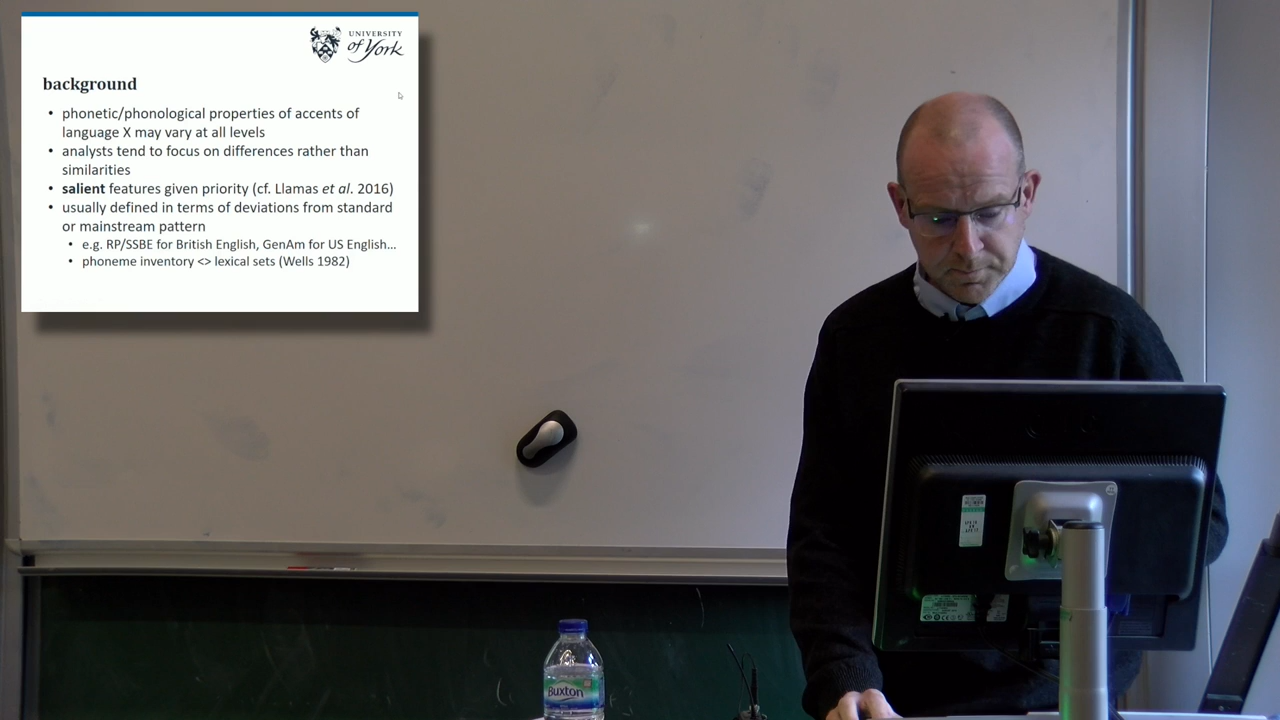 UNIVERSITY
of York
background
• phonetic/phonological properties of accents of
language X may vary at all levels
• analysts tend to focus on differences rather than
similarities
• salient features given priority (cf. Llamas et al. 2016)
• usually defined in terms of deviations from standard
or mainstream pattern
• e.g. RP/SSBE for British English, GenAm for US English...
• phoneme inventory <> lexical sets (Wells 1982)
Buxton